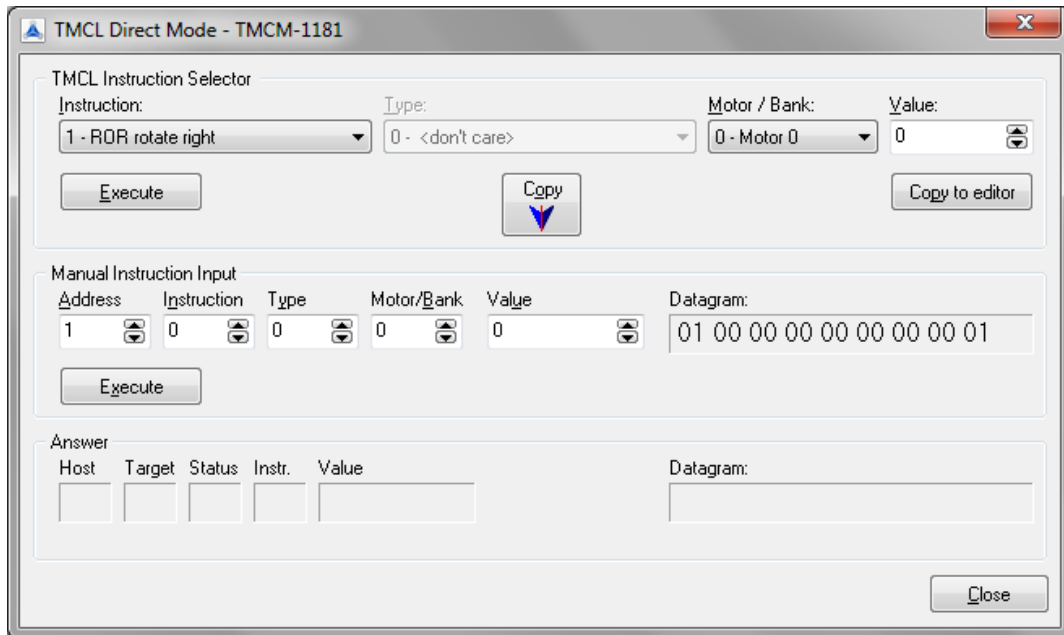 TMCL Direct Mode - TMCM-1181
TMCL Instruction Selector
Instruction: Type: Motor / Bank: Value:
1 - ROR rotate right 0 - <don't care> 0 - Motor 0 0
Execute Copy Copy to editor
Manual Instruction Input
Address Instruction Type Motor/Bank Value Datagram:
1 0 0 0 0 01 00 00 00 00 00 00 00 01
Execute
Answer
Host Target Status Instr. Value Datagram:
Close